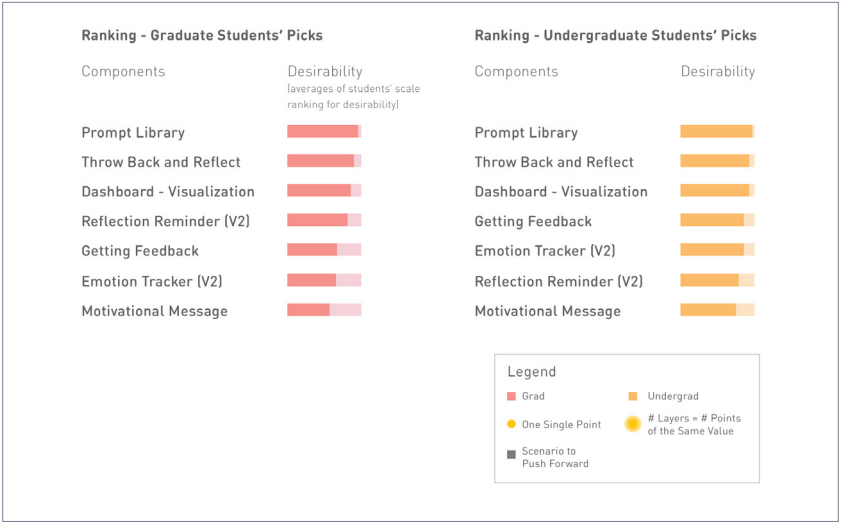 Ranking - Graduate Students’ Picks
Components
Desirability
(averages of students’ scale
ranking for desirability)
Prompt Library
Throw Back and Reflect
Dashboard - Visualization
Reflection Reminder (V2)
Getting Feedback
Emotion Tracker (V2)
Motivational Message
Ranking - Undergraduate Students’ Picks
Components
Desirability
Prompt Library
Throw Back and Reflect
Dashboard - Visualization
Getting Feedback
Emotion Tracker (V2)
Reflection Reminder (V2)
Motivational Message
Legend
Grad
Undergrad
One Single Point
# Layers = # Points
of the Same Value
Scenario to
Push Forward